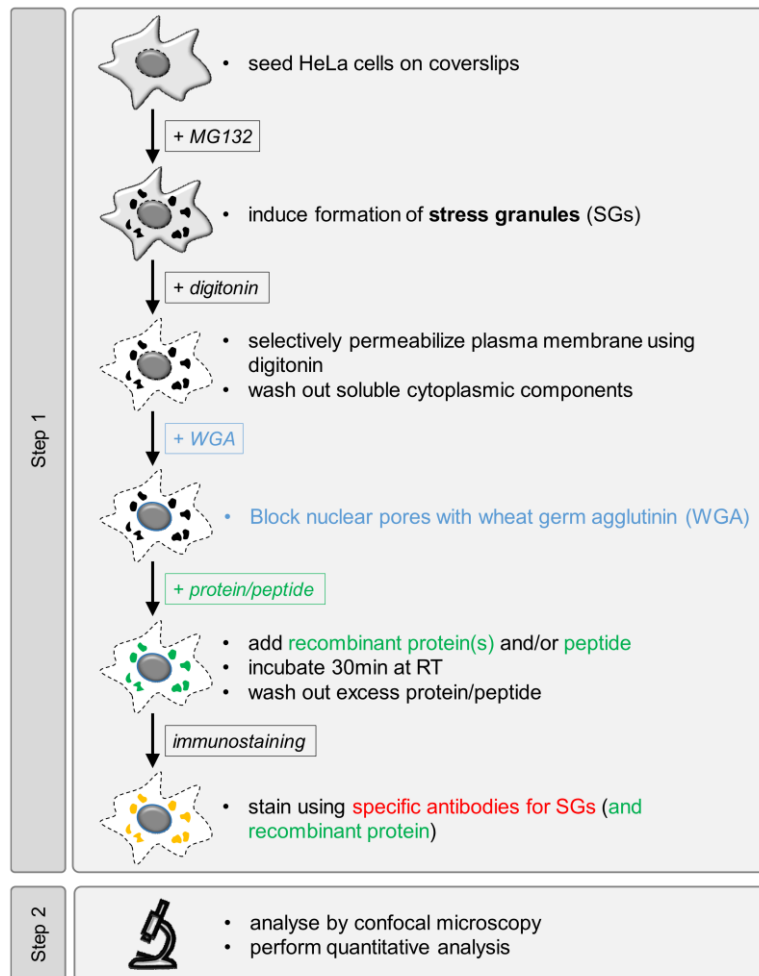 Step 1
• seed HeLa cells on coverslips
+ MG132
• induce formation of stress granules (SGs)
+ digitonin
• selectively permeabilize plasma membrane using
digitonin
• wash out soluble cytoplasmic components
+ WGA
• Block nuclear pores with wheat germ agglutinin (WGA)
+ protein/peptide
• add recombinant protein(s) and/or peptide
• incubate 30min at RT
• wash out excess protein/peptide
immunostaining
• stain using specific antibodies for SGs (and
recombinant protein)
Step 2
• analyse by confocal microscopy
• perform quantitative analysis